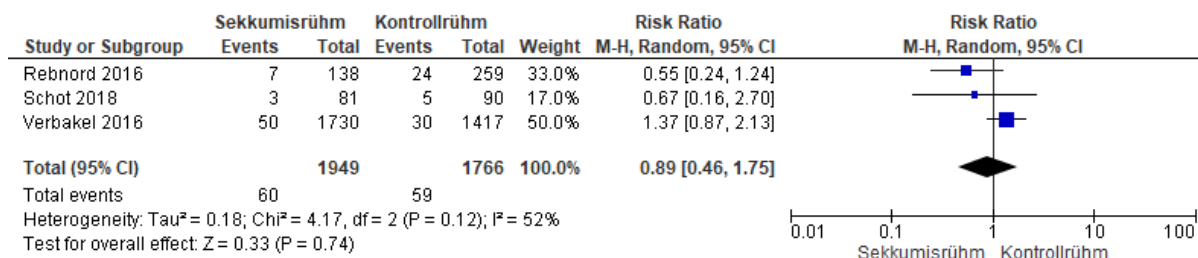 Sekkumisrühm Kontrollrühm Risk Ratio Risk Ratio
Study or Subgroup Events Total Events Total Weight M-H, Random, 95% CI M-H, Random, 95% CI
Rebnord 2016 7 138 24 259 33.0% 0.55 [0.24, 1.24]
Schot 2018 3 81 5 90 17.0% 0.67 [0.16, 2.70]
Verbakel 2016 50 1730 30 1417 50.0% 1.37 [0.87, 2.13]
Total (95% CI) 1949 1766 100.0% 0.89 [0.46, 1.75]
Total events 60 59
Heterogeneity: Tau² = 0.18; Chi² = 4.17, df = 2 (P = 0.12); I² = 52%
Test for overall effect: Z = 0.33 (P = 0.74)
0.01 0.1 1 10 100
Sekkumisrühm Kontrollrühm